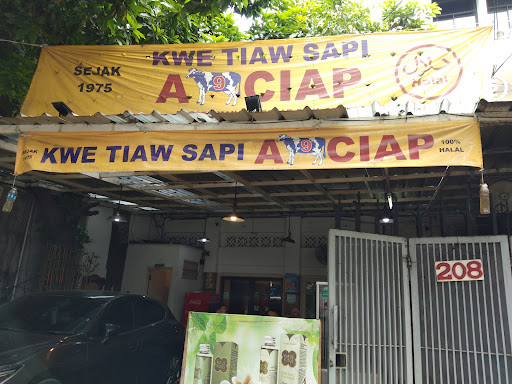 KWE TIAW SAPI
SEJAK
1975
A 9 CIAP
Halal
SEJAK
1975
KWE TIAW SAPI A 9 CIAP
100%
HALAL
208